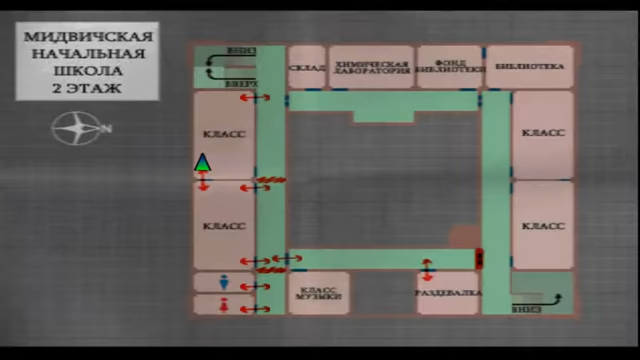 МИДВИЧСКАЯ
НАЧАЛЬНАЯ
ШКОЛА
2 ЭТАЖ
N
ВНИЗ
ВВЕРХ
СКЛАД
ХИМИЧЕСКАЯ
ЛАБОРАТОРИЯ
ФОНД
БИБЛИОТЕКИ
БИБЛИОТЕКА
КЛАСС
КЛАСС
КЛАСС
КЛАСС
КЛАСС
МУЗЫКИ
РАЗДЕВАЛКА
ВНИЗ